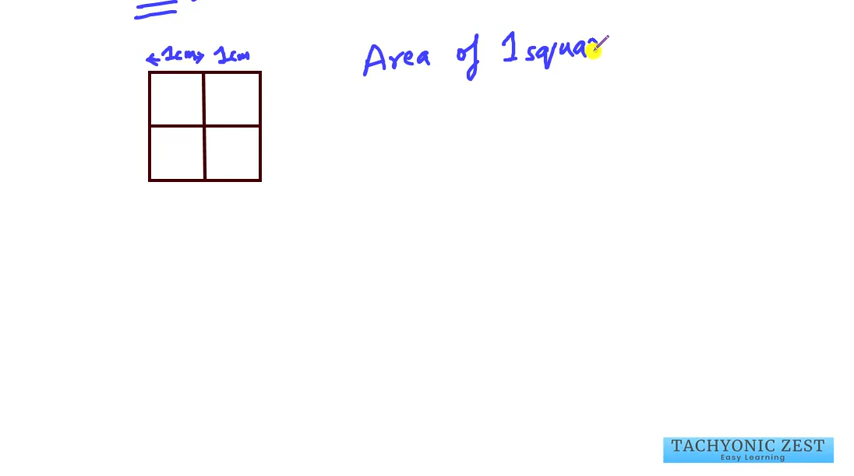 1cm 1cm
Area of 1 squar
TACHYONIC ZEST
Easy Learning